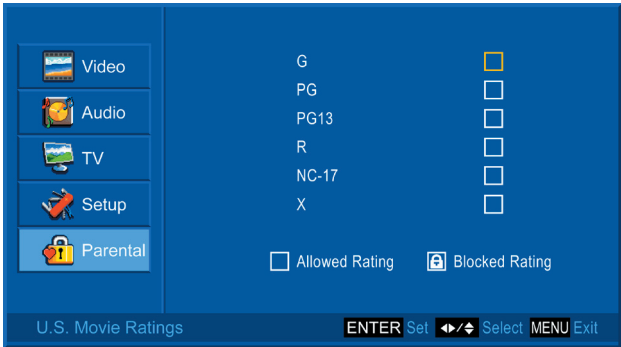 Video
Audio
TV
Setup
Parental
G
PG
PG13
R
NC-17
X
Allowed Rating Blocked Rating
U.S. Movie Ratings ENTER Set / Select MENU Exit